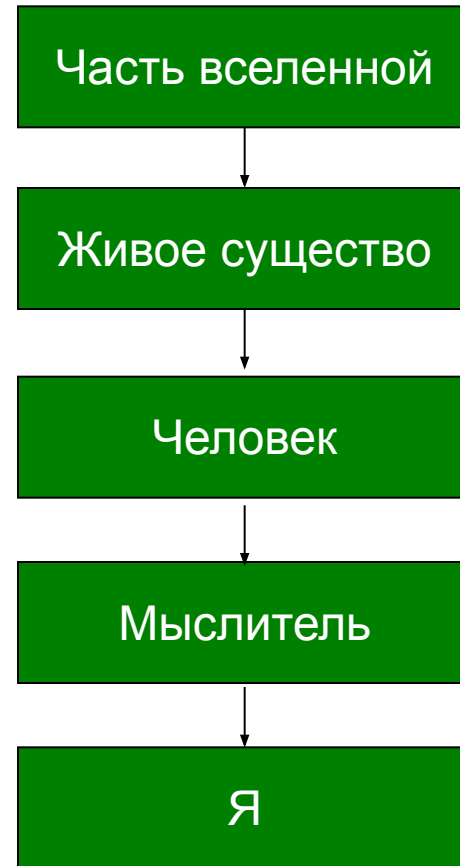 Часть вселенной
Живое существо
Человек
Мыслитель
Я